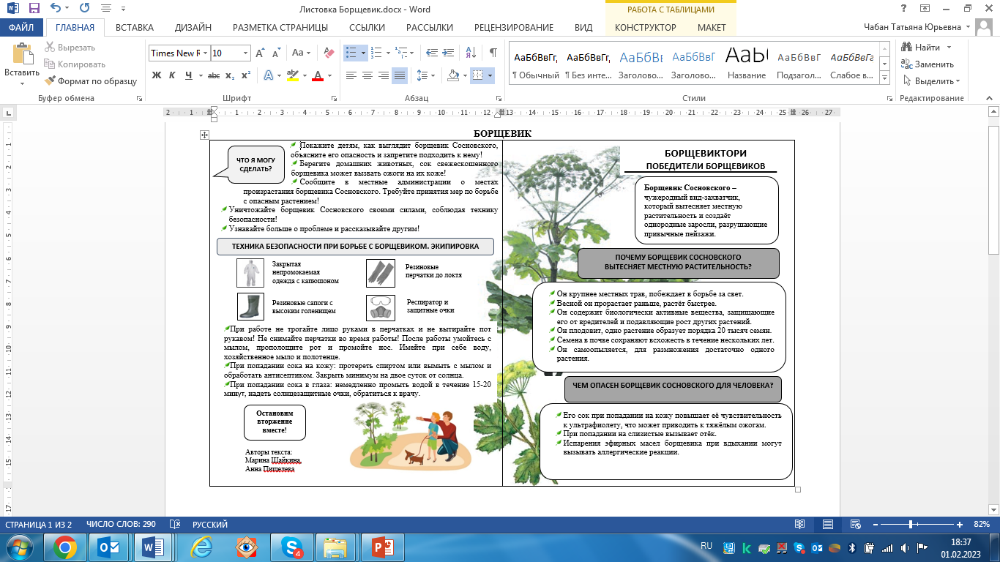 Листовка Борщевик.docx - Word
РАБОТА С ТАБЛИЦАМИ
ФАЙЛ
ГЛАВНАЯ
ВСТАВКА
ДИЗАЙН
РАЗМЕТКА СТРАНИЦЫ
ССЫЛКИ
РАССЫЛКИ
РЕЦЕНЗИРОВАНИЕ
ВИД
КОНСТРУКТОР
МАКЕТ
Чабан Татьяна Юрьевна
Вставить
Вырезать
Копировать
Формат по образцу
Буфер обмена
Times New R
10
Шрифт
Абзац
АаБбВвГг,
¶ Обычный
АаБбВвГг,
¶ Без инте...
АаБбВв
Заголово...
АаБбВвГ
Заголово...
Название
АаБбВвГ
Подзагол...
АаБбВвГг
Слабое в...
Стили
Найти
Заменить
Выделить
Редактирование
БОРЩЕВИК
ЧТО Я МОГУ
СДЕЛАТЬ?
Покажите детям, как выглядит борщевик Сосновского,
объясните его опасность и запретите подходить к нему!
Берегите домашних животных, сок свежескошенного
борщевика может вызвать ожоги на их коже!
Сообщите в местные администрации о местах
произрастания борщевика Сосновского. Требуйте принятия мер по борьбе
с опасным растением!
Уничтожайте борщевик Сосновского своими силами, соблюдая технику
безопасности!
Узнавайте больше о проблеме и рассказывайте другим!
ТЕХНИКА БЕЗОПАСНОСТИ ПРИ БОРЬБЕ С БОРЩЕВИКОМ. ЭКИПИРОВКА
Закрытая
непромокаемая
одежда с капюшоном
Резиновые
перчатки до локтя
Резиновые сапоги с
высоким голенищем
Респиратор и
защитные очки
При работе не трогайте лицо руками в перчатках и не вытирайте пот
рукавом! Не снимайте перчатки во время работы! После работы умойтесь с
мылом, прополощите рот и промойте нос. Имейте при себе воду,
хозяйственное мыло и полотенце.
При попадании сока на кожу: протереть спиртом или вымыть с мылом и
обработать антисептиком. Закрыть минимум на двое суток от солнца.
При попадании сока в глаза: немедленно промыть водой в течение 15-20
минут, надеть солнцезащитные очки, обратиться к врачу.
Остановим
вторжение
вместе!
Авторы текста:
Марина Шайкина,
Анна Пищелева
БОРЩЕВИКТОРИ
ПОБЕДИТЕЛИ БОРЩЕВИКОВ
Борщевик Сосновского –
чужеродный вид-захватчик,
который вытесняет местную
растительность и создаёт
однородные заросли, разрушающие
привычные пейзажи.
ПОЧЕМУ БОРЩЕВИК СОСНОВСКОГО
ВЫТЕСНЯЕТ МЕСТНУЮ РАСТИТЕЛЬНОСТЬ?
Он крупнее местных трав, побеждает в борьбе за свет.
Весной он прорастает раньше, растёт быстрее.
Он содержит биологически активные вещества, защищающие
его от вредителей и подавляющие рост других растений.
Он плодовит, одно растение образует порядка 20 тысяч семян.
Семена в почве сохраняют всхожесть в течение нескольких лет.
Он самоопыляется, для размножения достаточно одного
растения.
ЧЕМ ОПАСЕН БОРЩЕВИК СОСНОВСКОГО ДЛЯ ЧЕЛОВЕКА?
Его сок при попадании на кожу повышает её чувствительность
к ультрафиолету, что может приводить к тяжёлым ожогам.
При попадании на слизистые вызывает отёк.
Испарения эфирных масел борщевика при вдыхании могут
вызывать аллергические реакции.
СТРАНИЦА 1 ИЗ 2
ЧИСЛО СЛОВ: 290
РУССКИЙ
82%
RU
18:37
01.02.2023